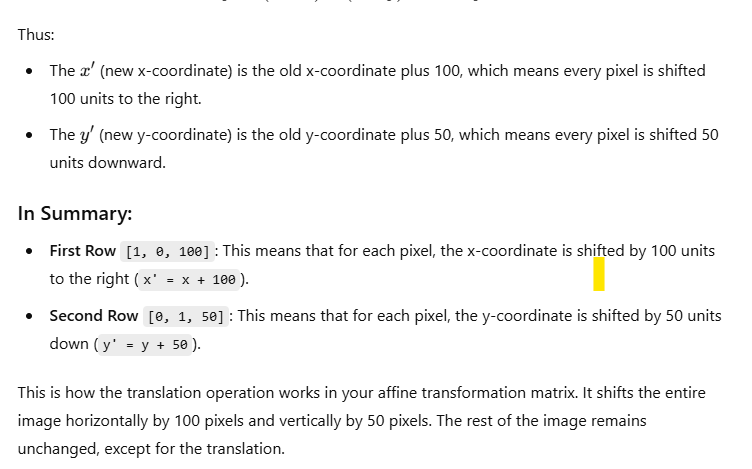 Thus:
The x′ (new x-coordinate) is the old x-coordinate plus 100, which means every pixel is shifted
100 units to the right.
The y′ (new y-coordinate) is the old y-coordinate plus 50, which means every pixel is shifted 50
units downward.
In Summary:
First Row [1, 0, 100] : This means that for each pixel, the x-coordinate is shifted by 100 units
to the right ( x' = x + 100 ).
Second Row [0, 1, 50] : This means that for each pixel, the y-coordinate is shifted by 50 units
down ( y' = y + 50 ).
This is how the translation operation works in your affine transformation matrix. It shifts the entire
image horizontally by 100 pixels and vertically by 50 pixels. The rest of the image remains
unchanged, except for the translation.